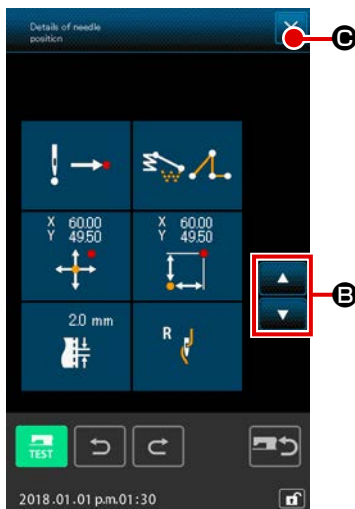 Details of needle
position
C
X 60.00
Y 49.50
X 60.00
Y 49.50
B
2.0 mm
R
TEST
2018.01.01 p.m.01:30